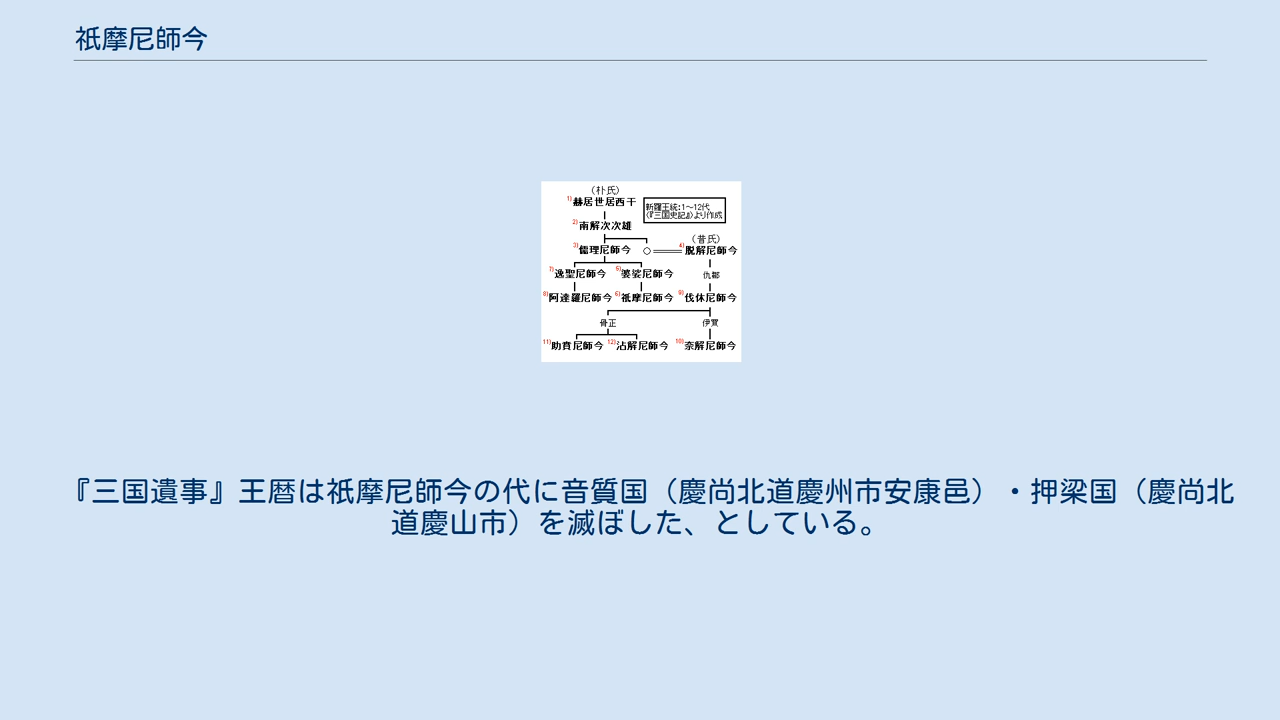 祇摩尼師今
(朴氏)
1)赫居世居西干
新羅王統:1～12代
(『三国史記』より作成
2)南解次次雄
(昔氏)
3)儒理尼師今
4)脱解尼師今
7)逸聖尼師今 5)婆娑尼師今 仇鄒
8)阿達羅尼師今 6)祇摩尼師今 9)伐休尼師今
骨正 伊買
11)助賁尼師今 12)沾解尼師今 10)奈解尼師今
『三国遺事』王暦は祇摩尼師今の代に音質国（慶尚北道慶州市安康邑）・押梁国（慶尚北
道慶山市）を滅ぼした、としている。